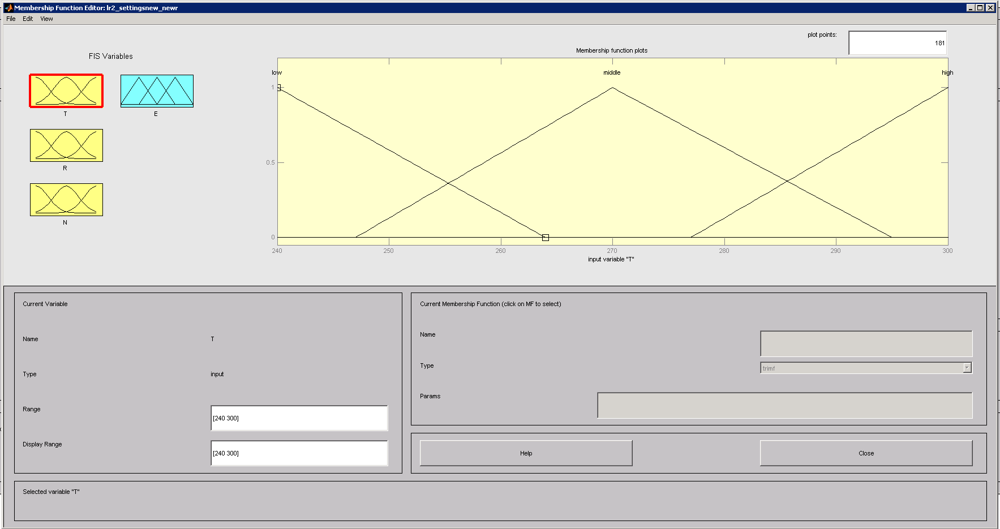 Membership Function Editor: lr2_settingsnew_newr
File Edit View
plot points:
181
FIS Variables
Membership function plots
T
E
R
N
low
middle
high
1
0.5
0
240
250
260
270
280
290
300
input variable "T"
Current Variable
Name
T
Type
input
Range
[240 300]
Display Range
[240 300]
Current Membership Function (click on MF to select)
Name
Type
trimf
Params
Help
Close
Selected variable "T"